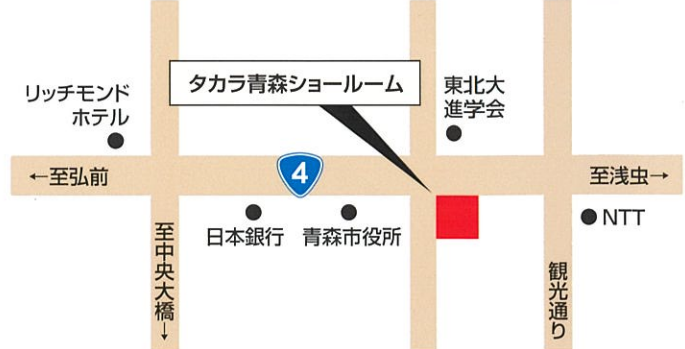 タカラ青森ショールーム
リッチモンド
ホテル
東北大
進学会
←至弘前
4
至浅虫→
日本銀行
青森市役所
NTT
至中央大橋→
観光通り